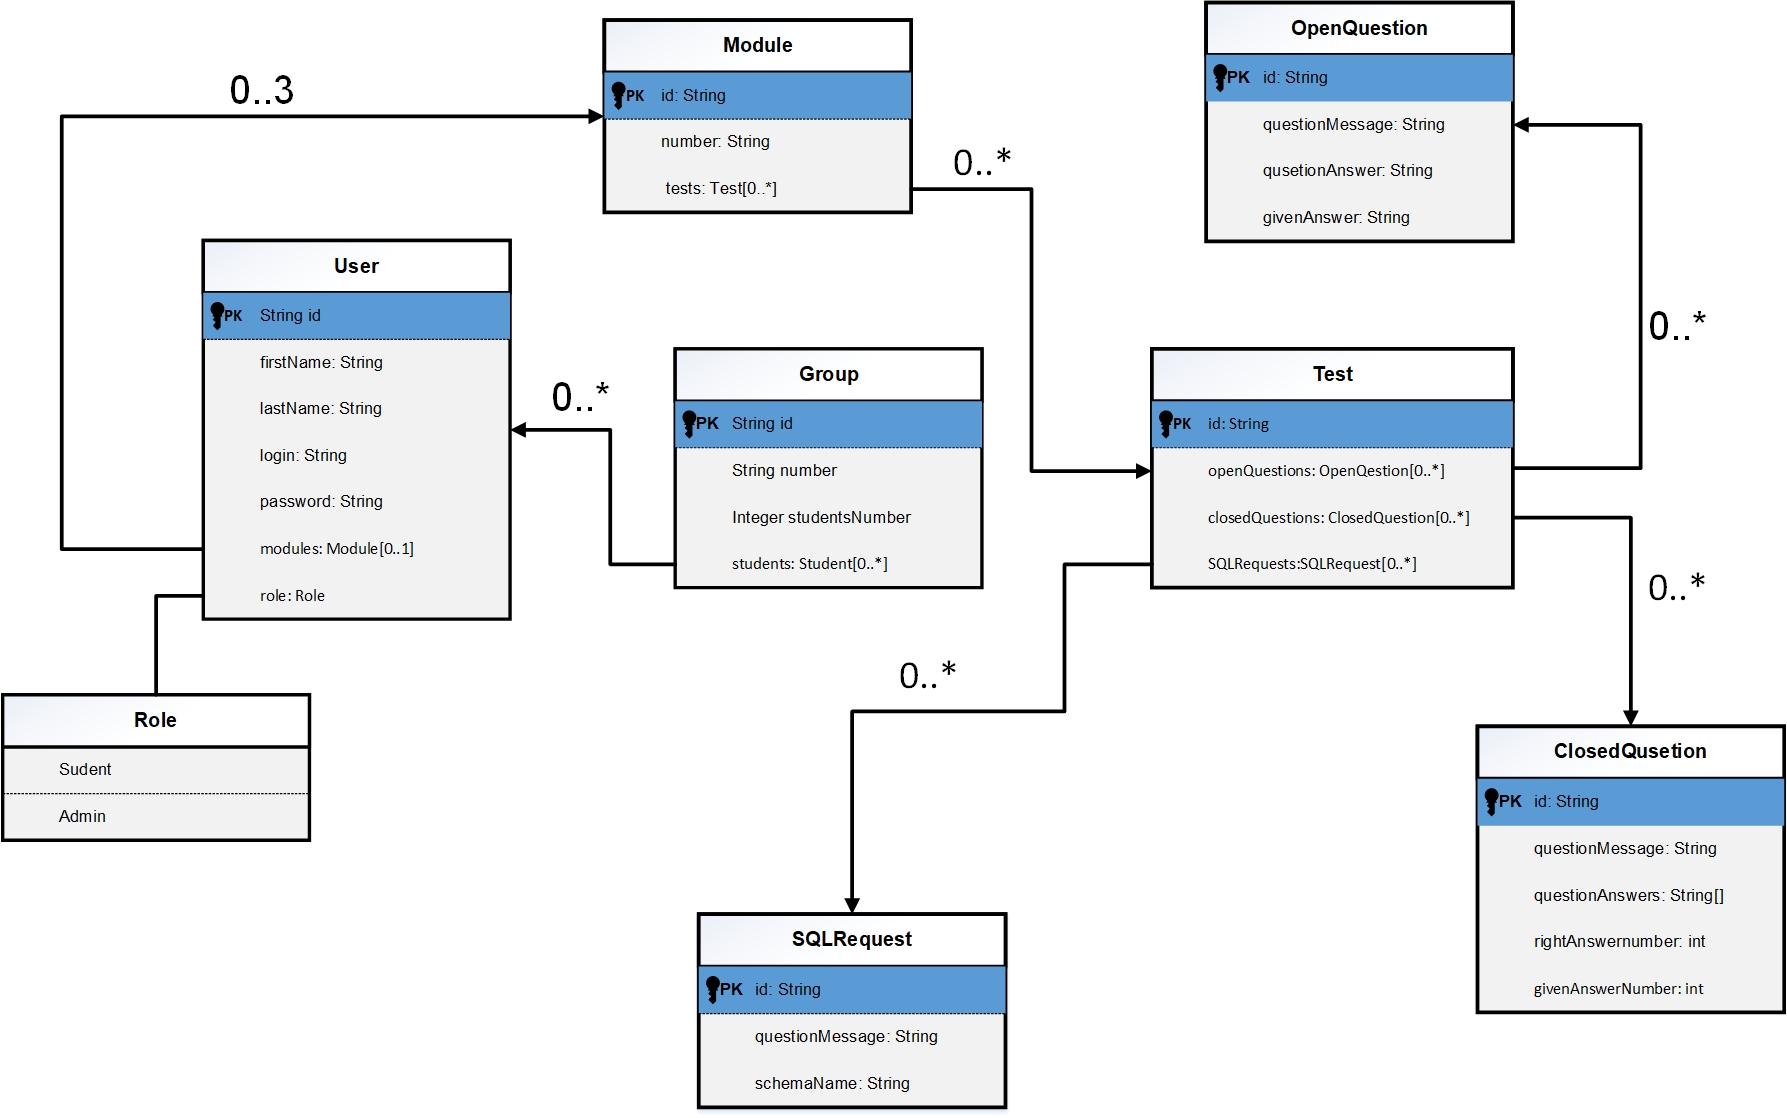 Module
PK id: String
number: String
tests: Test[0..*]
OpenQuestion
PK id: String
questionMessage: String
qusetionAnswer: String
givenAnswer: String
0..3
0..*
User
PK String id
firstName: String
lastName: String
login: String
password: String
modules: Module[0..1]
role: Role
0..*
Group
PK String id
String number
Integer studentsNumber
students: Student[0..*]
Test
PK id: String
openQuestions: OpenQestion[0..*]
closedQuestions: ClosedQuestion[0..*]
SQLRequests:SQLRequest[0..*]
0..*
0..*
0..*
Role
Sudent
Admin
SQLRequest
PK id: String
questionMessage: String
schemaName: String
ClosedQusetion
PK id: String
questionMessage: String
questionAnswers: String[]
rightAnswernumber: int
givenAnswerNumber: int